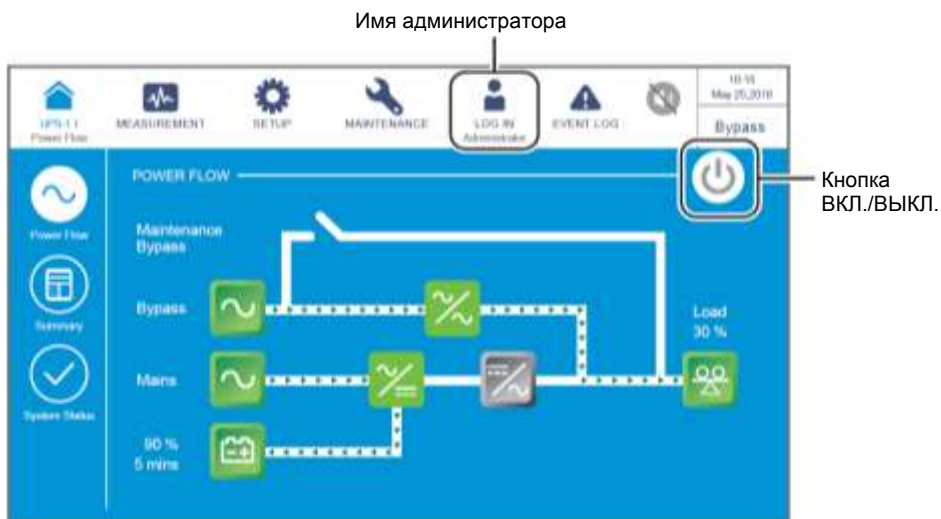 Имя администратора
10:15
May 20,2016
UPS-1.1
Power Flow
MEASUREMENT
SETUP
MAINTENANCE
LOG IN
Administrator
EVENT LOG
Bypass
POWER FLOW
Кнопка
ВКЛ./ВЫКЛ.
Power Flow
Maintenance
Bypass
Summary
Bypass
Load
30 %
Mains
System Status
90 %
5 mins